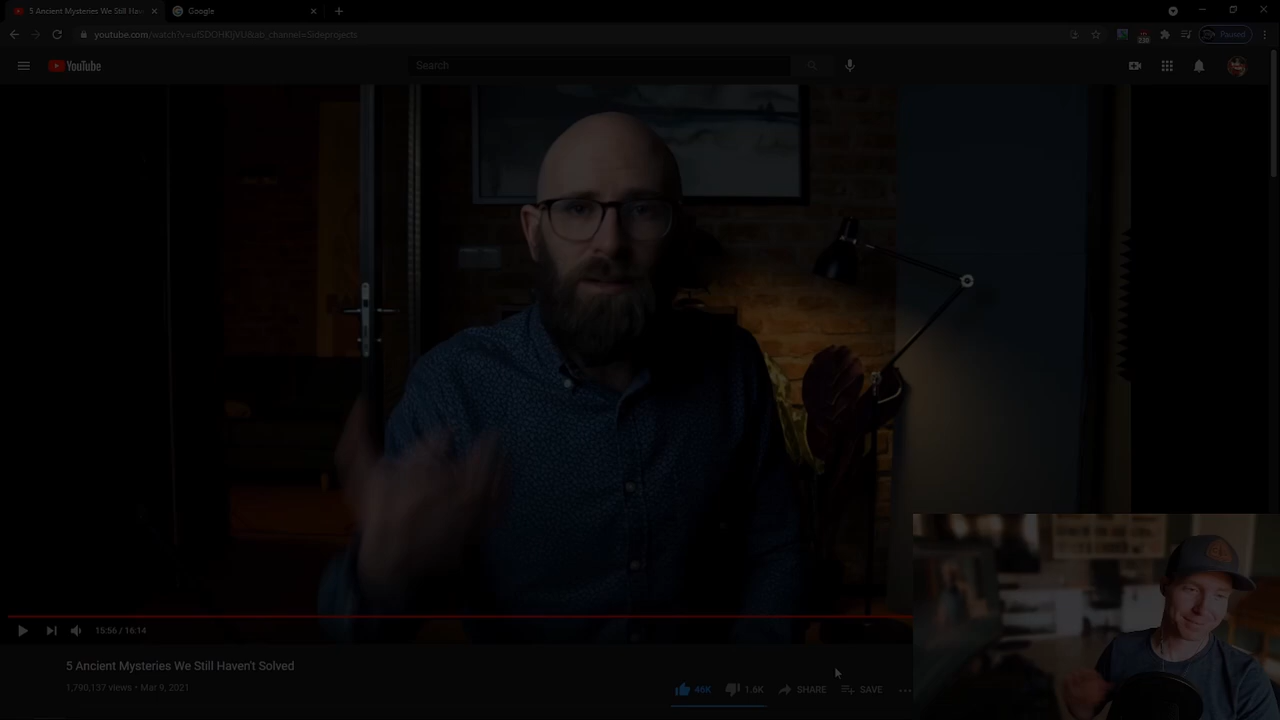 5 Ancient Mysteries We Still Hav
Google
Paused
YouTube
Search
15:56 / 16:14
5 Ancient Mysteries We Still Haven't Solved
1,790,137 views • Mar 9, 2021
46K
1.6K
SHARE
SAVE